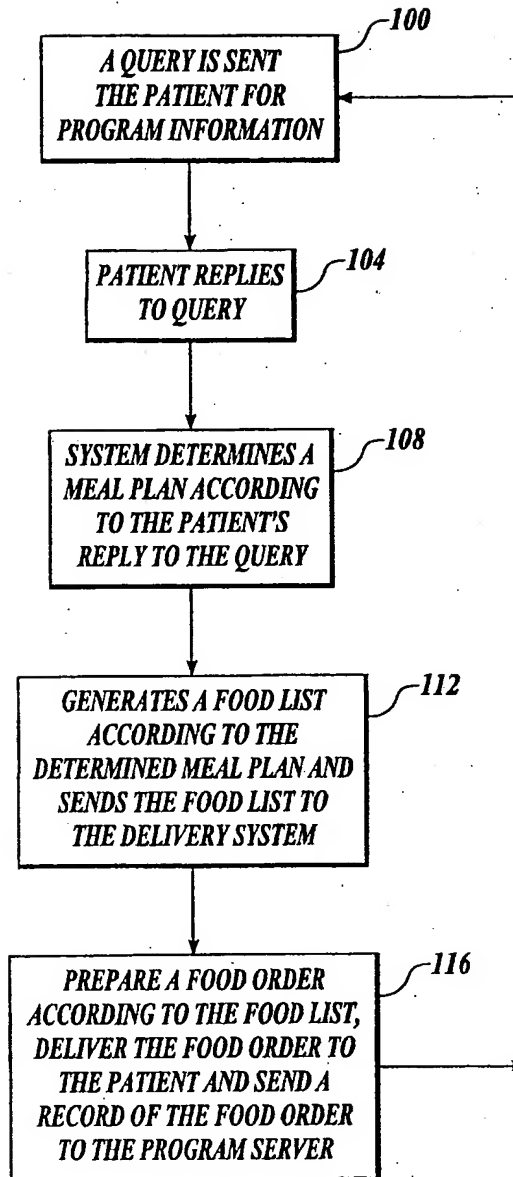 100
A QUERY IS SENT
THE PATIENT FOR
PROGRAM INFORMATION
104
PATIENT REPLIES
TO QUERY
108
SYSTEM DETERMINES A
MEAL PLAN ACCORDING
TO THE PATIENT'S
REPLY TO THE QUERY
112
GENERATES A FOOD LIST
ACCORDING TO THE
DETERMINED MEAL PLAN AND
SENDS THE FOOD LIST TO
THE DELIVERY SYSTEM
116
PREPARE A FOOD ORDER
ACCORDING TO THE FOOD LIST,
DELIVER THE FOOD ORDER TO
THE PATIENT AND SEND A
RECORD OF THE FOOD ORDER
TO THE PROGRAM SERVER